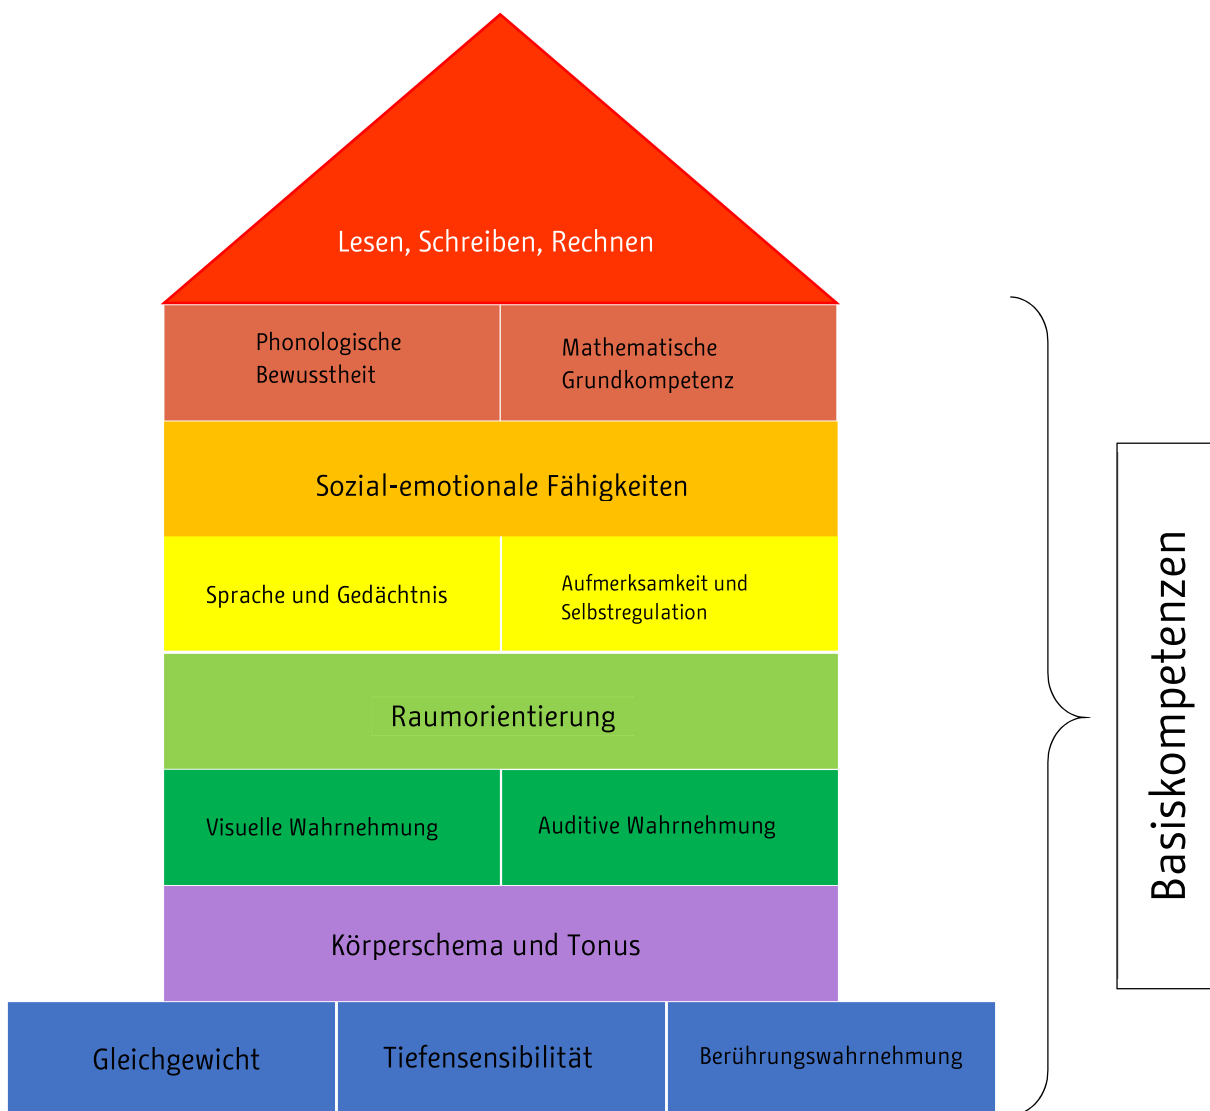 Lesen, Schreiben, Rechnen
Phonologische
Bewusstheit
Mathematische
Grundkompetenz
Sozial-emotionale Fähigkeiten
Sprache und Gedächtnis
Aufmerksamkeit und
Selbstregulation
Raumorientierung
Visuelle Wahrnehmung
Auditive Wahrnehmung
Körperschema und Tonus
Gleichgewicht
Tiefensensibilität
Berührungswahrnehmung
Basiskompetenzen